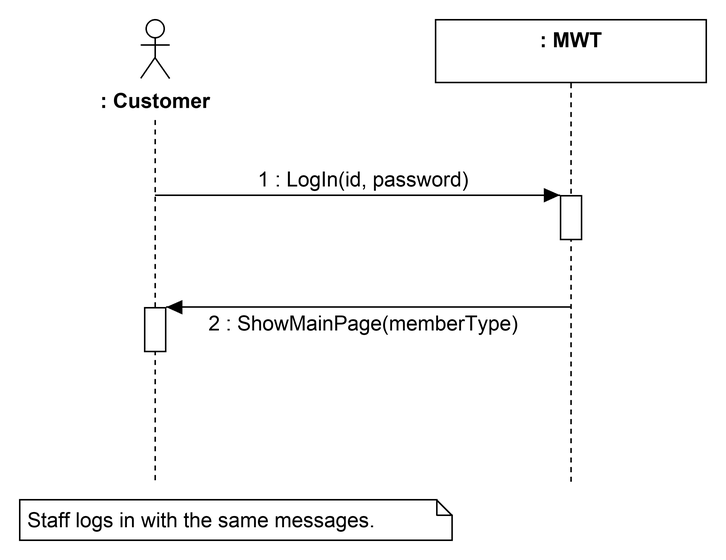 : MWT
: Customer
1 : LogIn(id, password)
2 : ShowMainPage(memberType)
Staff logs in with the same messages.